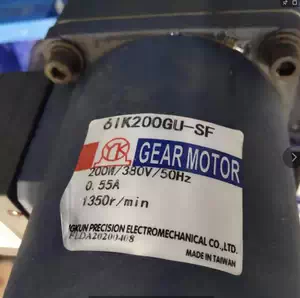 6IK200GU-SF
GEAR MOTOR
200W/380V/50Hz
0.55A
1350r/min
PRECISION ELECTROMECHANICAL CO.,LTD.
MADE IN TAIWAN